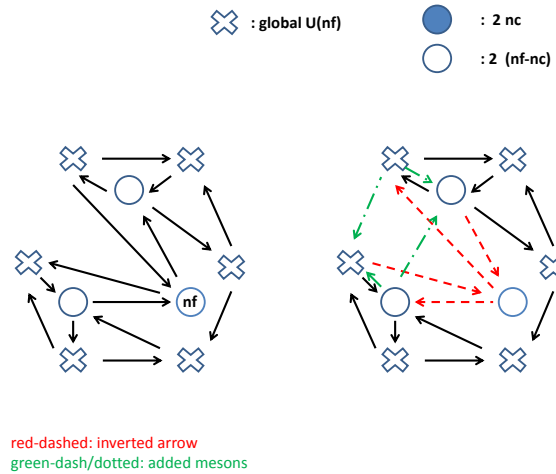 : global U(nf)
: 2 nc
: 2 (nf-nc)
nf
red-dashed: inverted arrow
green-dash/dotted: added mesons